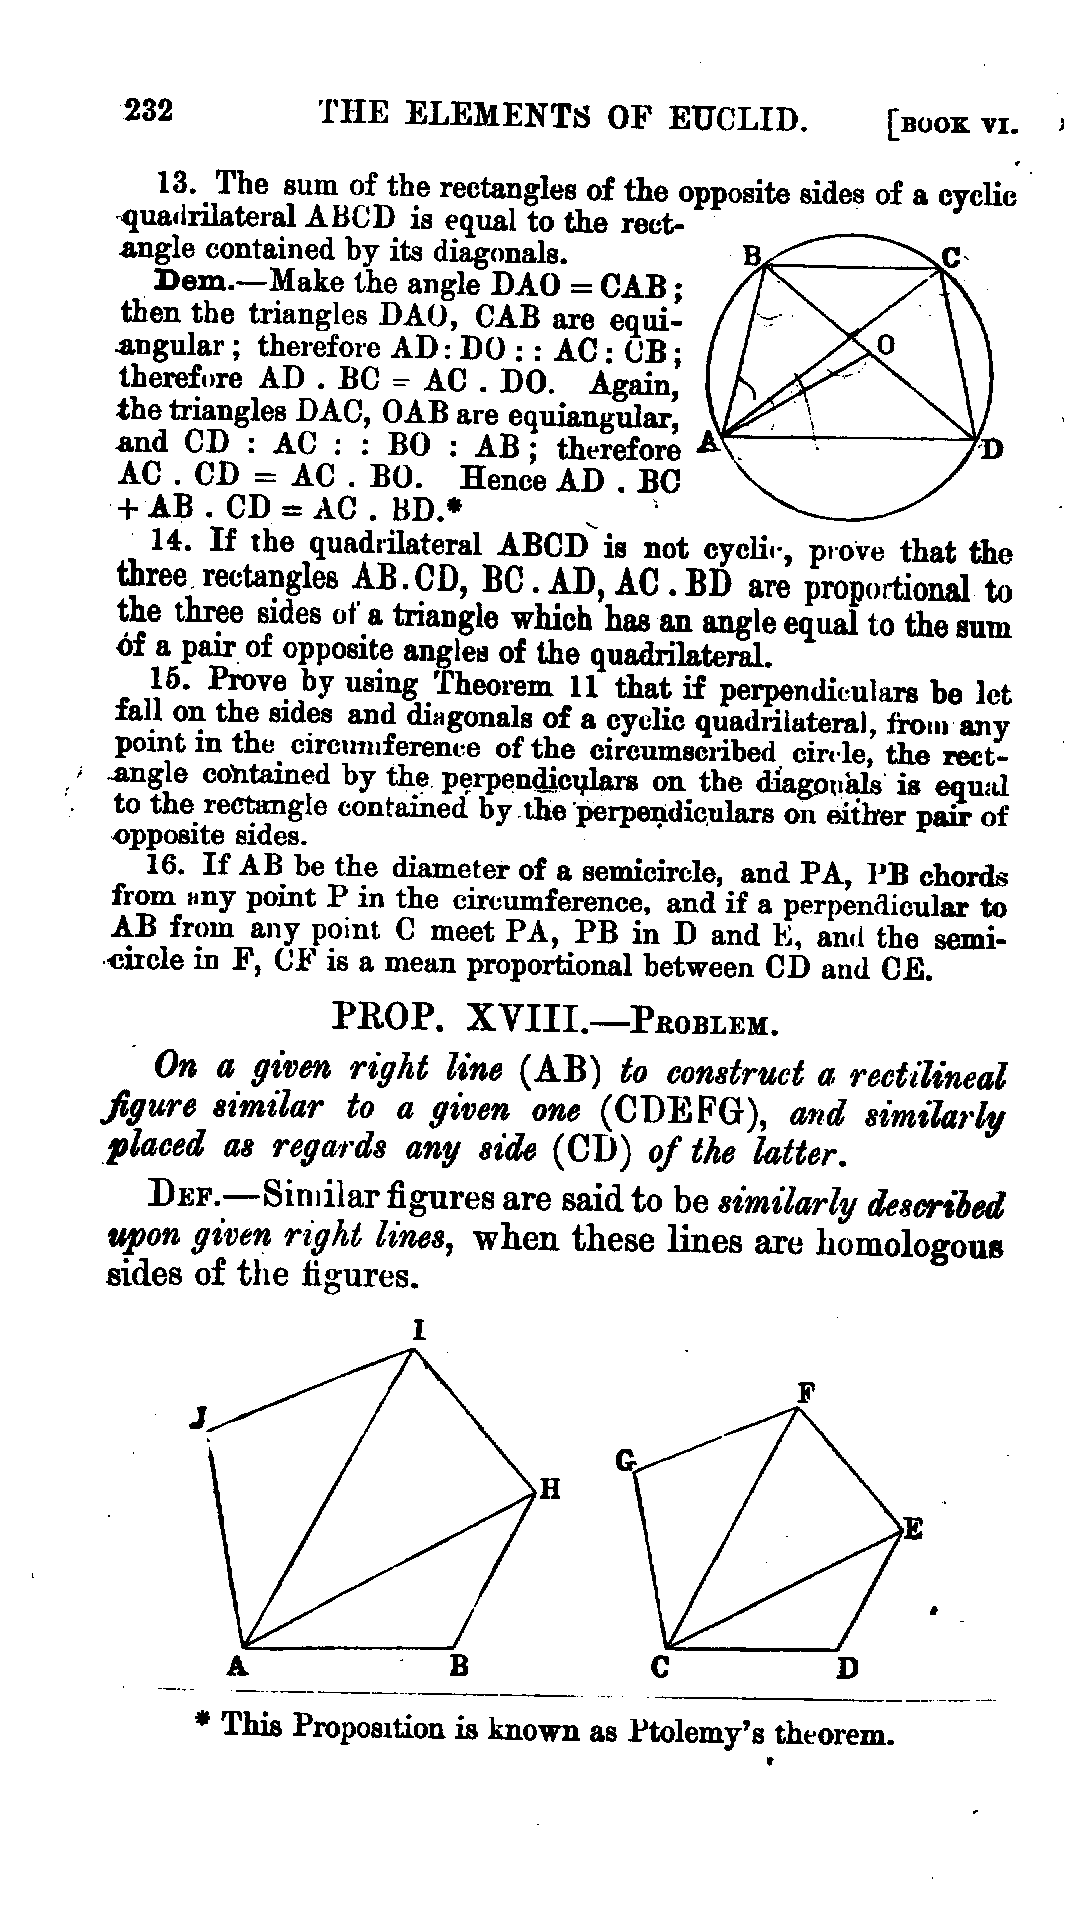 232 THE ELEMENTS OF EUCLID. [BOOK VI.
13. The sum of the rectangles of the opposite sides of a cyclic
quadrilateral ABCD is equal to the rect-
angle contained by its diagonals.
Dem.—Make the angle DAO = CAB;
then the triangles DAO, CAB are equi-
angular; therefore AD : DO : : AC : CB;
therefore AD . BC = AC . DO. Again,
the triangles DAC, OAB are equiangular,
and CD : AC : : BO : AB; therefore
AC . CD = AC . BO. Hence AD . BC
+ AB . CD = AC . BD.*
B
C
O
A
D
14. If the quadrilateral ABCD is not cyclic, prove that the
three rectangles AB . CD, BC . AD, AC . BD are proportional to
the three sides of a triangle which has an angle equal to the sum
of a pair of opposite angles of the quadrilateral.
15. Prove by using Theorem 11 that if perpendiculars be let
fall on the sides and diagonals of a cyclic quadrilateral, from any
point in the circumference of the circumscribed circle, the rect-
angle contained by the perpendiculars on the diagonals is equal
to the rectangle contained by the perpendiculars on either pair of
opposite sides.
16. If AB be the diameter of a semicircle, and PA, PB chords
from any point P in the circumference, and if a perpendicular to
AB from any point C meet PA, PB in D and E, and the semi-
circle in F, CF is a mean proportional between CD and CE.
PROP. XVIII.—PROBLEM.
On a given right line (AB) to construct a rectilineal
figure similar to a given one (CDEFG), and similarly
placed as regards any side (CD) of the latter.
DEF.—Similar figures are said to be similarly described
upon given right lines, when these lines are homologous
sides of the figures.
I
J
H
A
B
F
G
E
C
D
* This Proposition is known as Ptolemy's theorem.